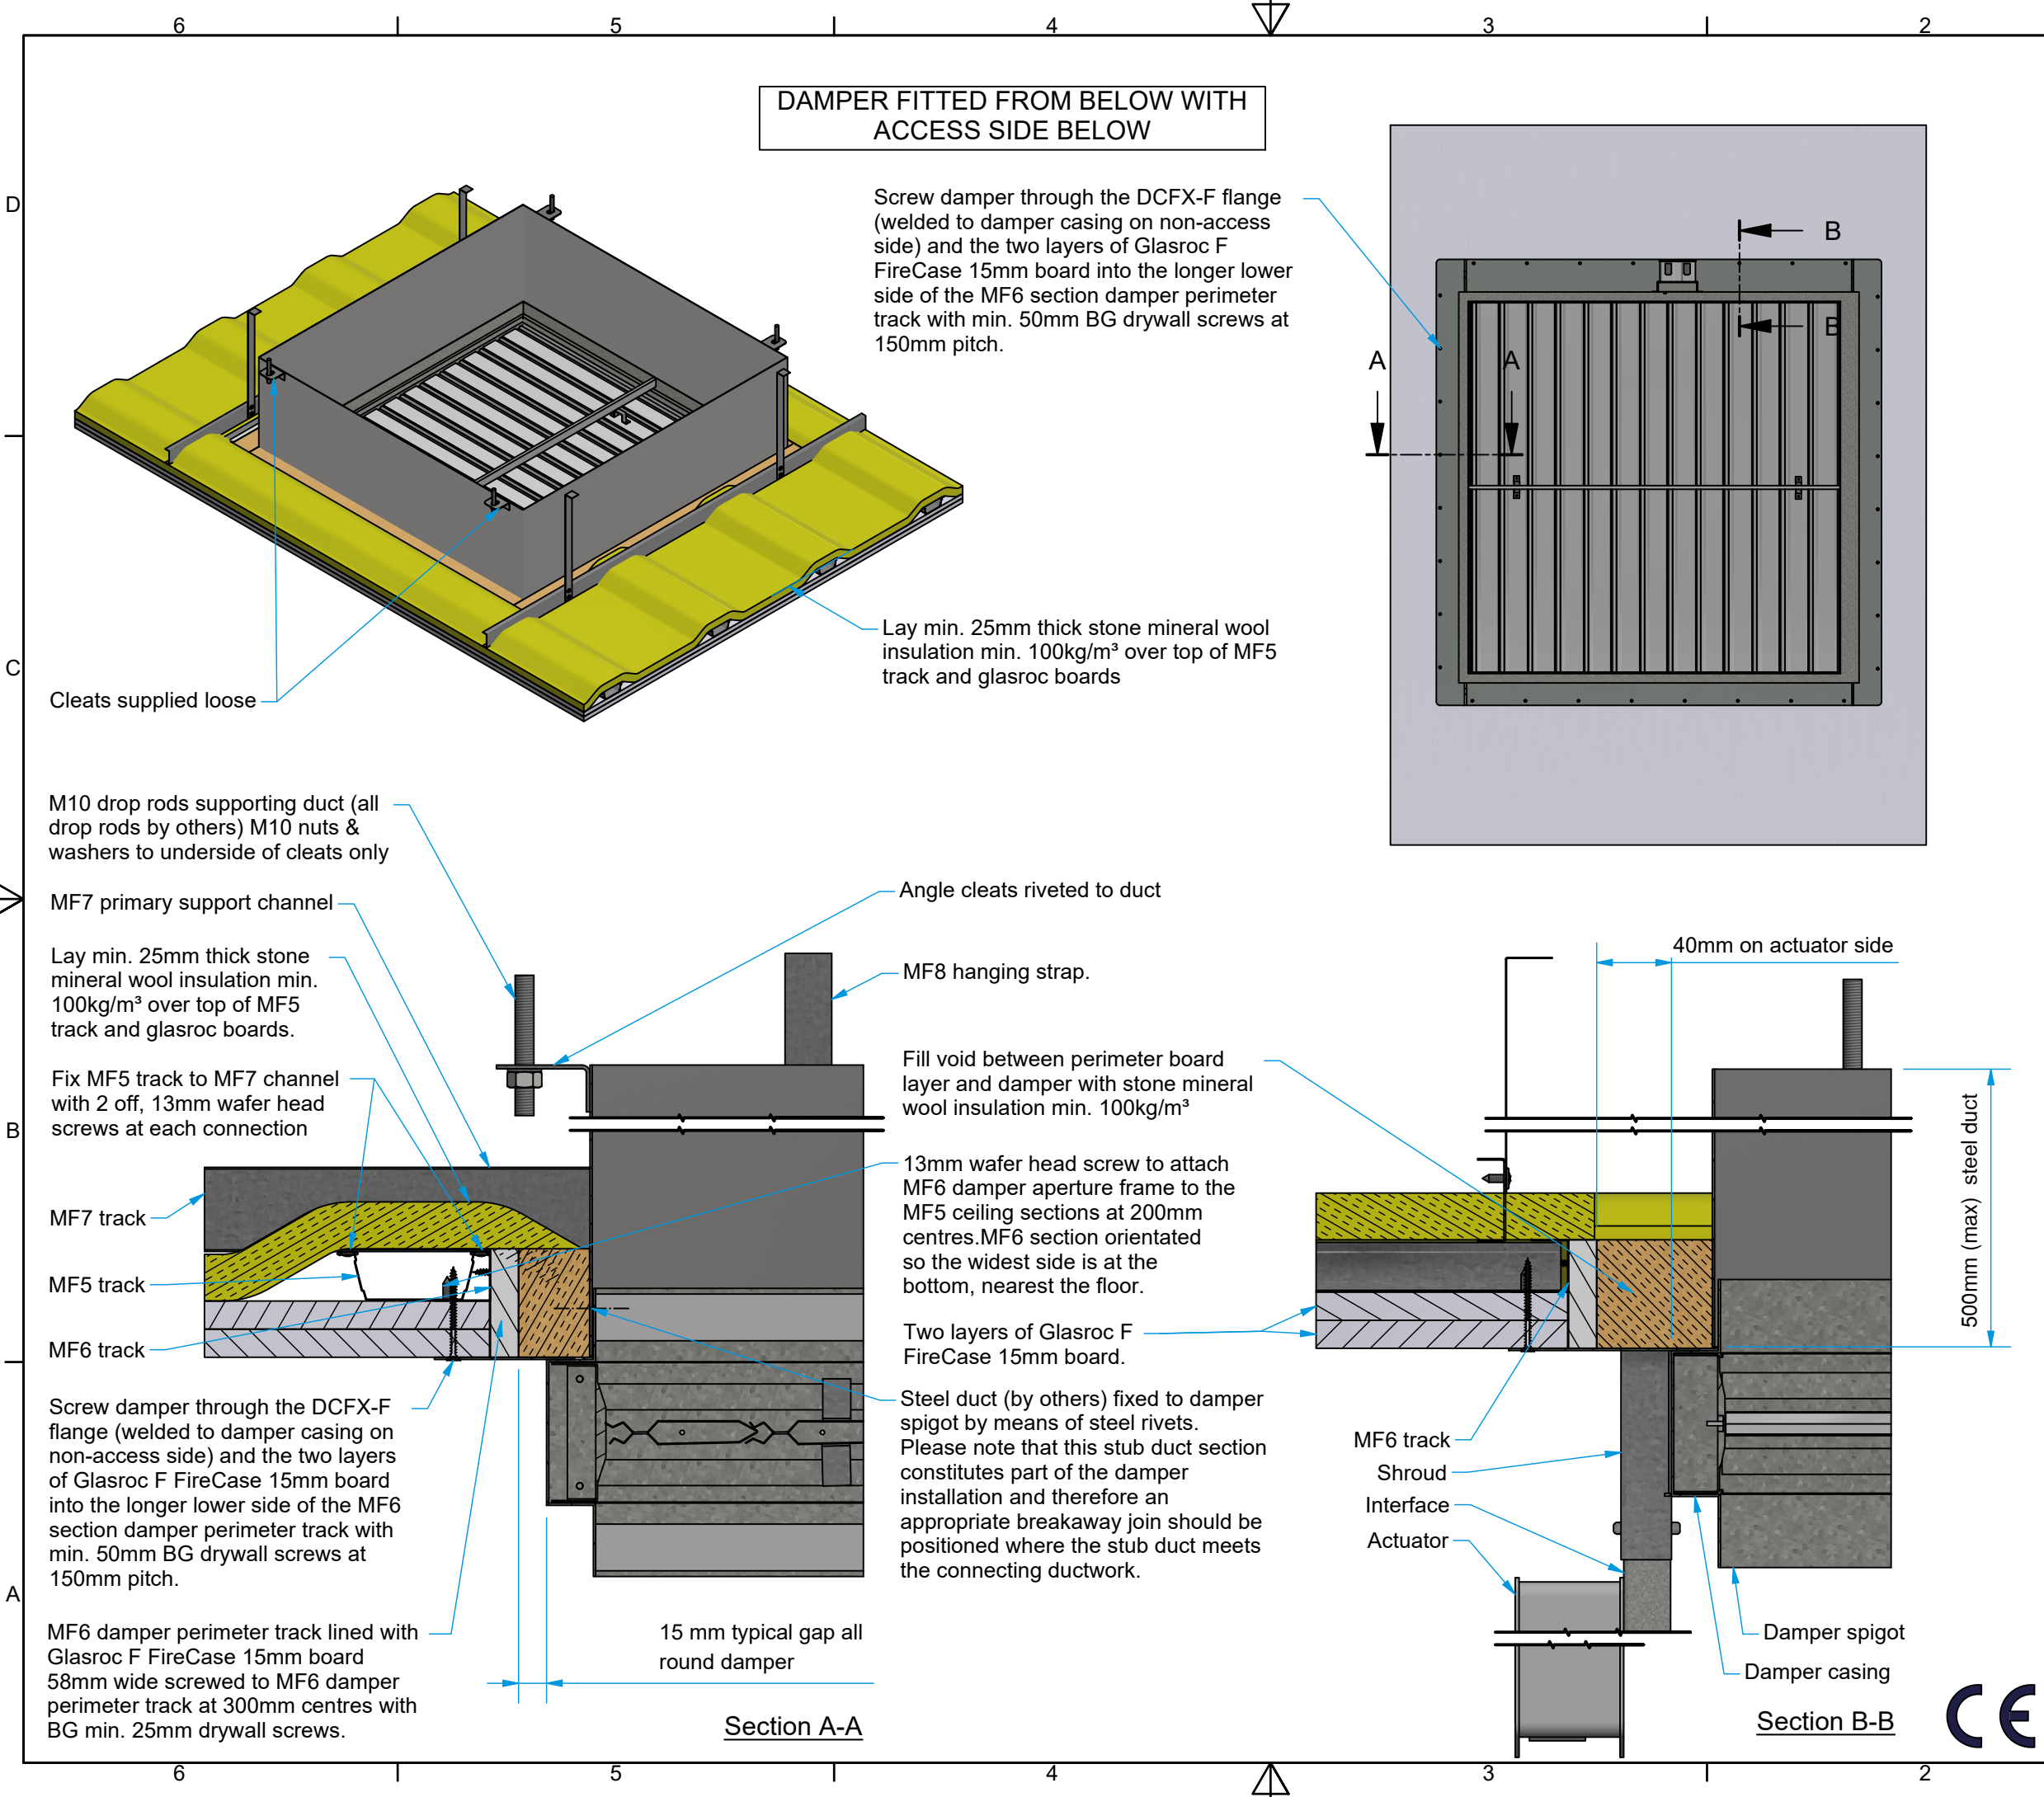 6 5 4 3 2
DAMPER FITTED FROM BELOW WITH
ACCESS SIDE BELOW
D
Screw damper through the DCFX-F flange
(welded to damper casing on non-access
side) and the two layers of Glasroc F
FireCase 15mm board into the longer lower
side of the MF6 section damper perimeter
track with min. 50mm BG drywall screws at
150mm pitch.
B
B
A A
Lay min. 25mm thick stone mineral wool
insulation min. 100kg/m³ over top of MF5
track and glasroc boards
C
Cleats supplied loose
M10 drop rods supporting duct (all
drop rods by others) M10 nuts &
washers to underside of cleats only
MF7 primary support channel
Lay min. 25mm thick stone
mineral wool insulation min.
100kg/m³ over top of MF5
track and glasroc boards.
Fix MF5 track to MF7 channel
with 2 off, 13mm wafer head
screws at each connection
B
MF7 track
MF5 track
MF6 track
Screw damper through the DCFX-F
flange (welded to damper casing on
non-access side) and the two layers
of Glasroc F FireCase 15mm board
into the longer lower side of the MF6
section damper perimeter track with
min. 50mm BG drywall screws at
150mm pitch.
A
MF6 damper perimeter track lined with
Glasroc F FireCase 15mm board
58mm wide screwed to MF6 damper
perimeter track at 300mm centres with
BG min. 25mm drywall screws.
15 mm typical gap all
round damper
Section A-A
Angle cleats riveted to duct
MF8 hanging strap.
Fill void between perimeter board
layer and damper with stone mineral
wool insulation min. 100kg/m³
13mm wafer head screw to attach
MF6 damper aperture frame to the
MF5 ceiling sections at 200mm
centres.MF6 section orientated
so the widest side is at the
bottom, nearest the floor.
Two layers of Glasroc F
FireCase 15mm board.
Steel duct (by others) fixed to damper
spigot by means of steel rivets.
Please note that this stub duct section
constitutes part of the damper
installation and therefore an
appropriate breakaway join should be
positioned where the stub duct meets
the connecting ductwork.
40mm on actuator side
500mm (max) steel duct
MF6 track
Shroud
Interface
Actuator
Damper spigot
Damper casing
Section B-B
CE
6 5 4 3 2